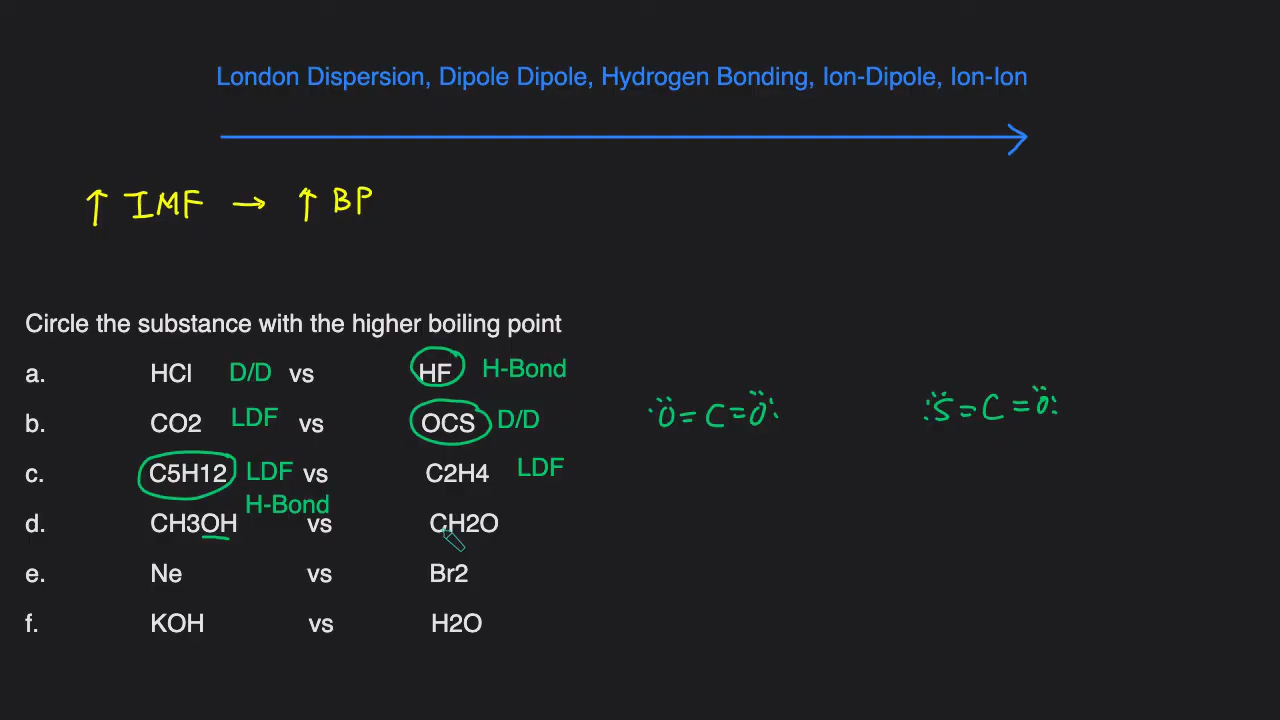 London Dispersion, Dipole Dipole, Hydrogen Bonding, Ion-Dipole, Ion-Ion
↑ IMF → ↑ BP
Circle the substance with the higher boiling point
a. HCl D/D vs HF H-Bond
b. CO2 LDF vs OCS D/D
:Ö=C=Ö: :S̈=C=Ö:
c. C5H12 LDF vs C2H4 LDF
H-Bond
d. CH3OH vs CH2O
e. Ne vs Br2
f. KOH vs H2O